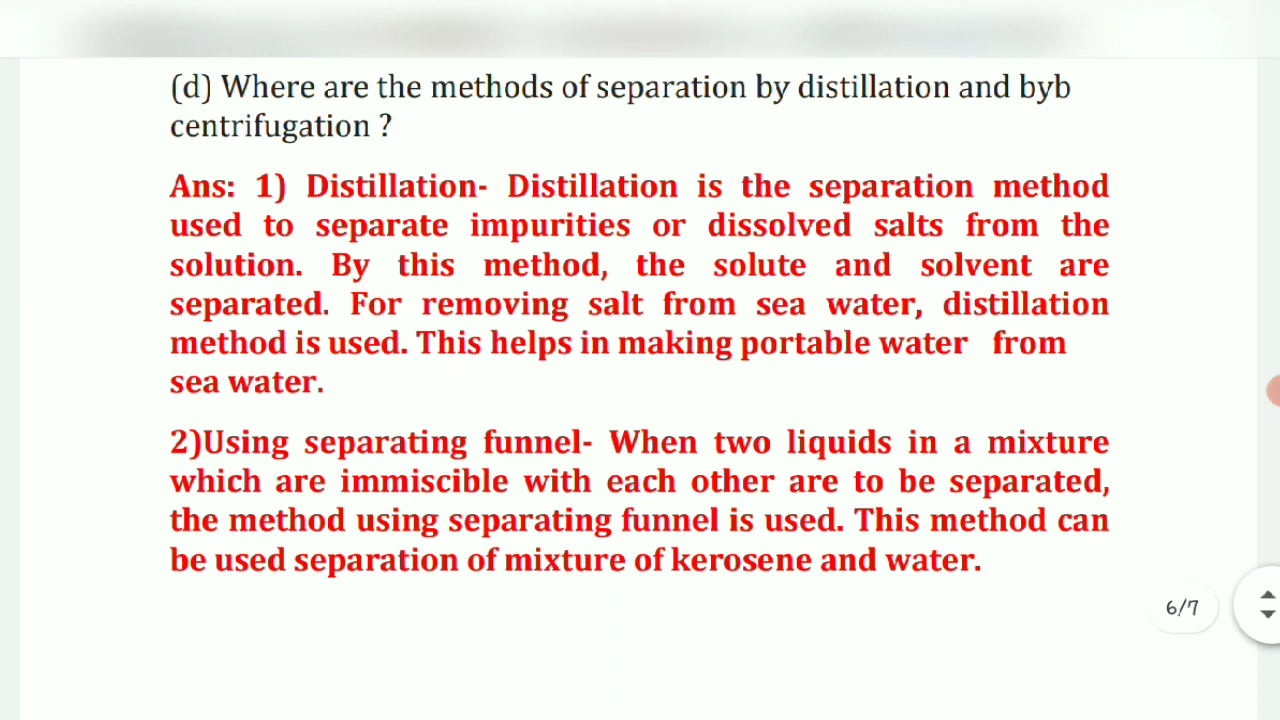 (d) Where are the methods of separation by distillation and byb
centrifugation ?
Ans: 1) Distillation- Distillation is the separation method
used to separate impurities or dissolved salts from the
solution. By this method, the solute and solvent are
separated. For removing salt from sea water, distillation
method is used. This helps in making portable water from
sea water.
2)Using separating funnel- When two liquids in a mixture
which are immiscible with each other are to be separated,
the method using separating funnel is used. This method can
be used separation of mixture of kerosene and water.
6/7